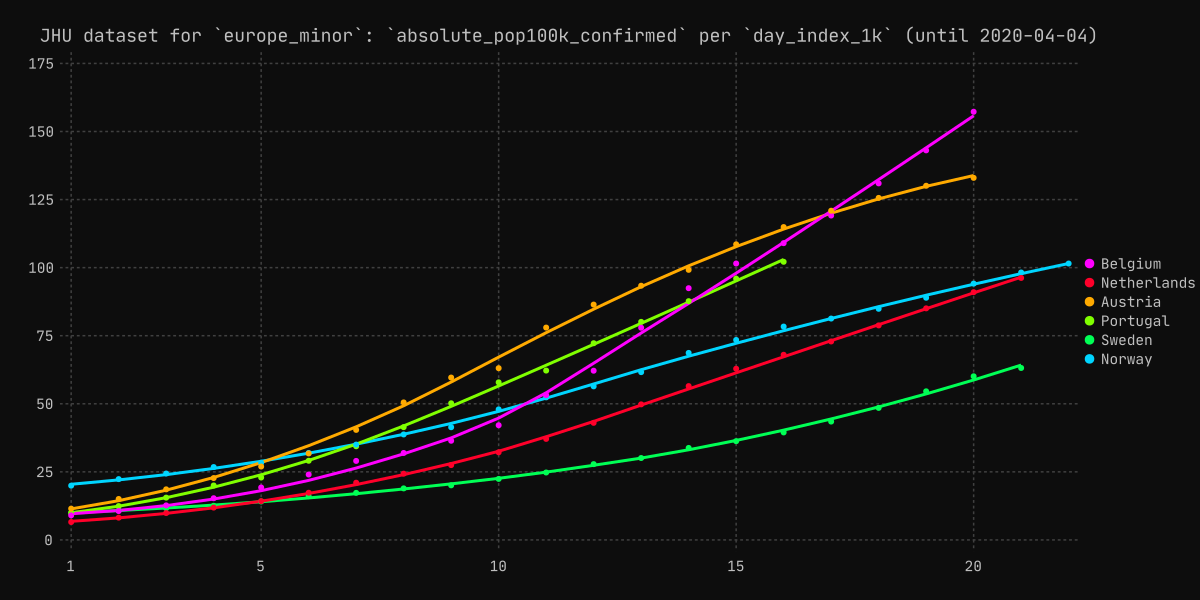 JHU dataset for `europe_minor`: `absolute_pop100k_confirmed` per `day_index_1k` (until 2020-04-04)
175
150
125
100
75
50
25
0
1
5
10
15
20
Belgium
Netherlands
Austria
Portugal
Sweden
Norway